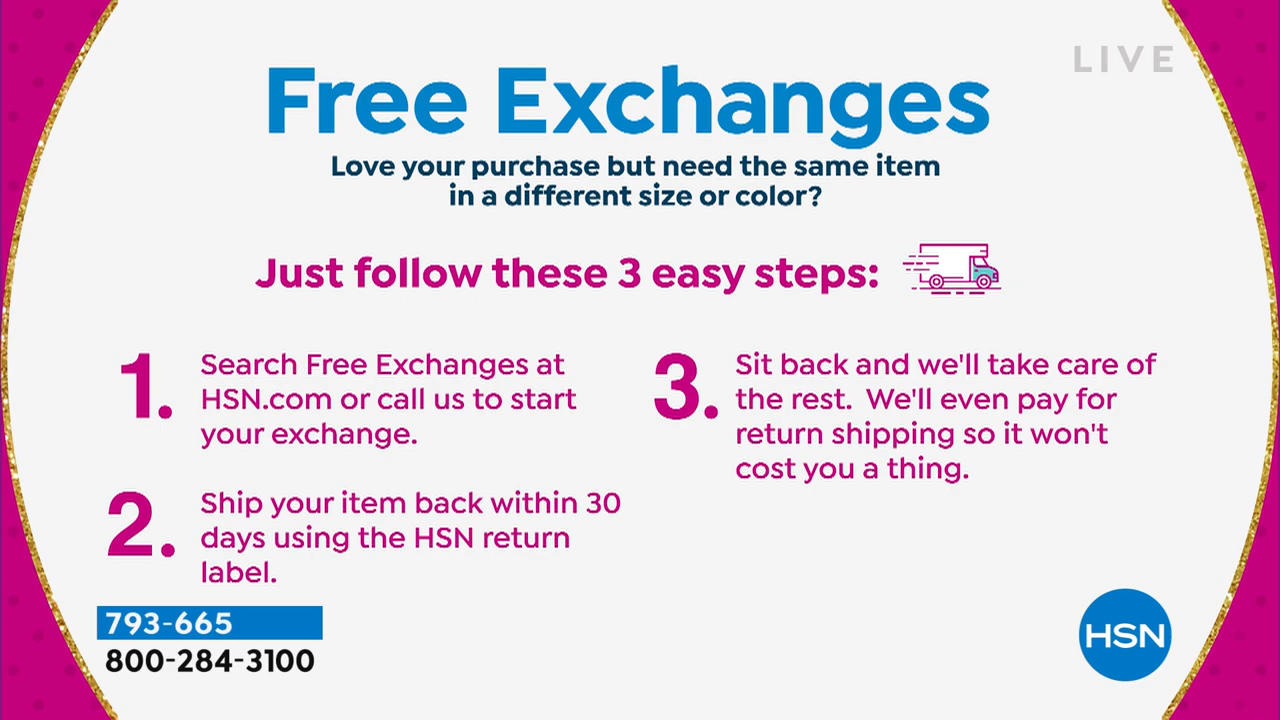 LIVE
Free Exchanges
Love your purchase but need the same item
in a different size or color?
Just follow these 3 easy steps:
1. Search Free Exchanges at
HSN.com or call us to start
your exchange.
2. Ship your item back within 30
days using the HSN return
label.
3. Sit back and we'll take care of
the rest.  We'll even pay for
return shipping so it won't
cost you a thing.
793-665
800-284-3100
HSN